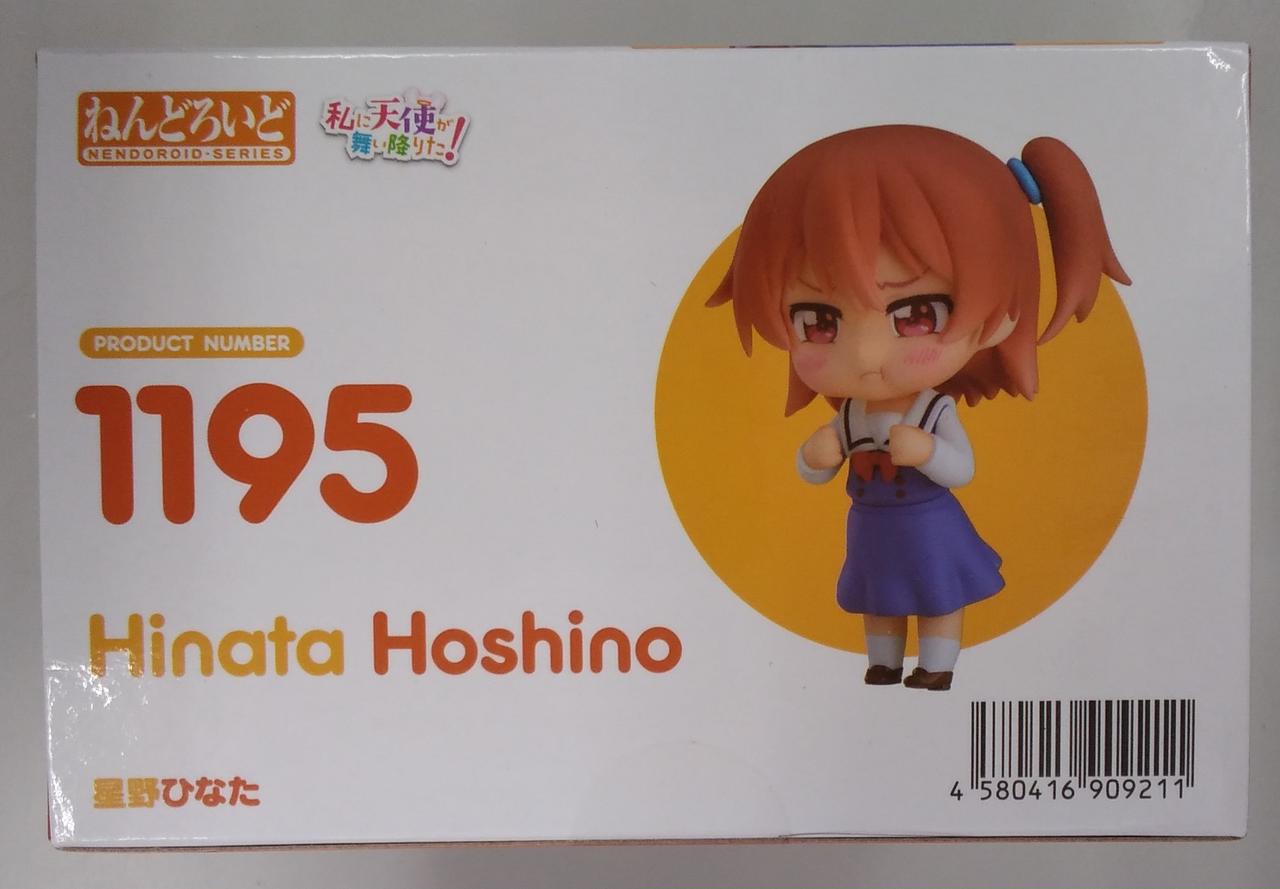 ねんどろいど
NENDOROID·SERIES
私に天使が
舞い降りた!
PRODUCT NUMBER
1195
Hinata Hoshino
星野ひなた
4 580416 909211